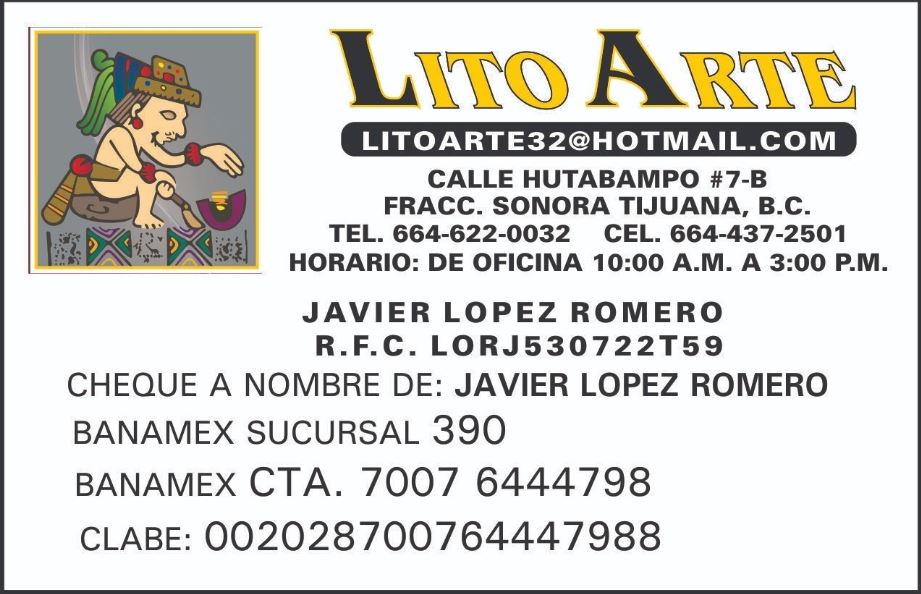 LITO ARTE
LITOARTE32@HOTMAIL.COM
CALLE HUTABAMPO #7-B
FRACC. SONORA TIJUANA, B.C.
TEL. 664-622-0032 CEL. 664-437-2501
HORARIO: DE OFICINA 10:00 A.M. A 3:00 P.M.
JAVIER LOPEZ ROMERO
R.F.C. LORJ530722T59
CHEQUE A NOMBRE DE: JAVIER LOPEZ ROMERO
BANAMEX SUCURSAL 390
BANAMEX CTA. 7007 6444798
CLABE: 002028700764447988